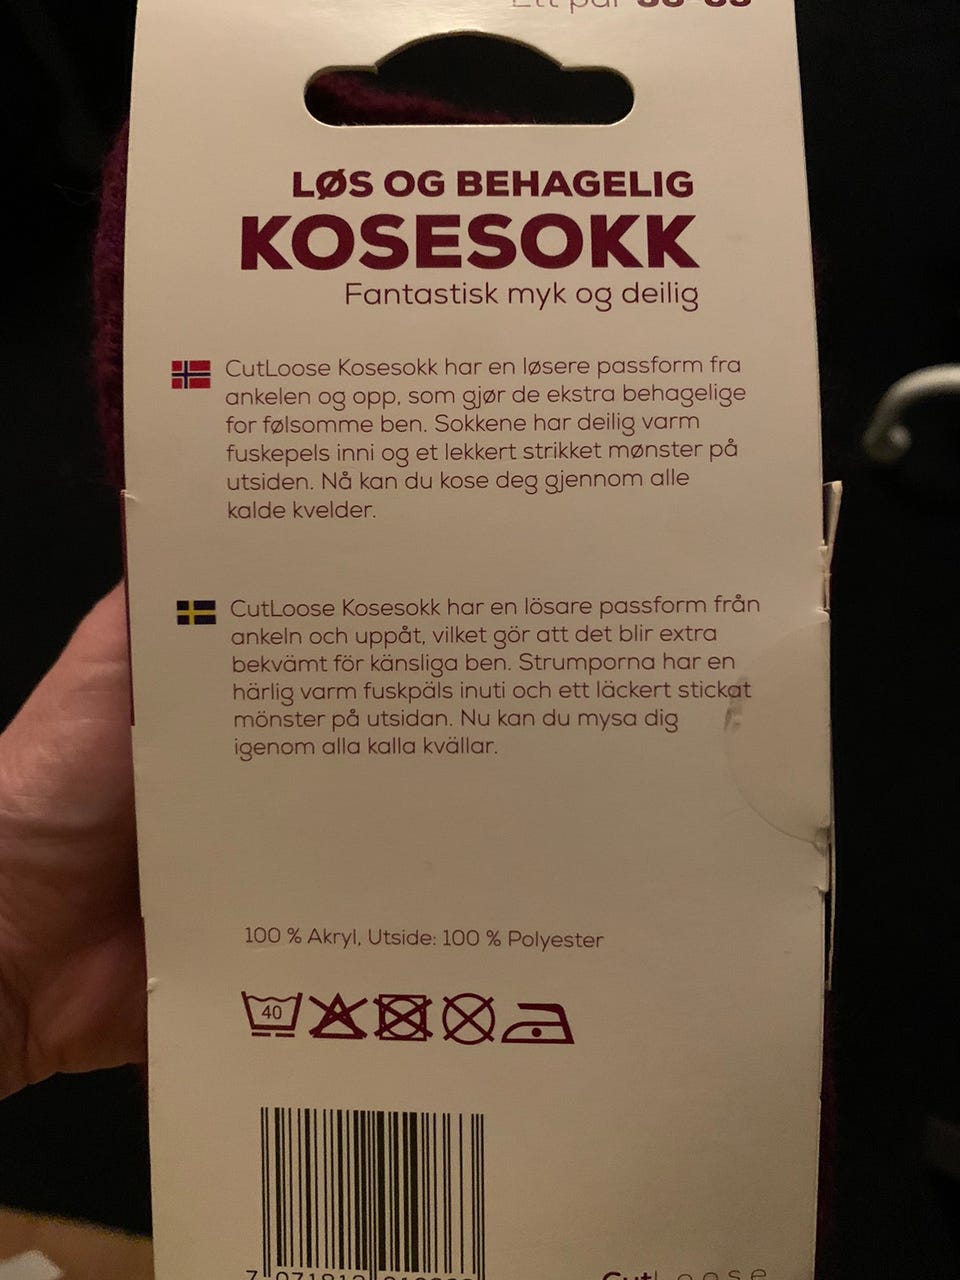 Ett par
LØS OG BEHAGELIG
KOSESOKK
Fantastisk myk og deilig
CutLoose Kosesokk har en løsere passform fra
ankelen og opp, som gjør de ekstra behagelige
for følsomme ben. Sokkene har deilig varm
fuskepels inni og et lekkert strikket mønster på
utsiden. Nå kan du kose deg gjennom alle
kalde kvelder.
CutLoose Kosesokk har en lösare passform från
ankeln och uppåt, vilket gör att det blir extra
bekvämt för känsliga ben. Strumporna har en
härlig varm fuskpäls inuti och ett läckert stickat
mönster på utsidan. Nu kan du mysa dig
igenom alla kalla kvällar.
100 % Akryl, Utside: 100 % Polyester
40
CutLoose